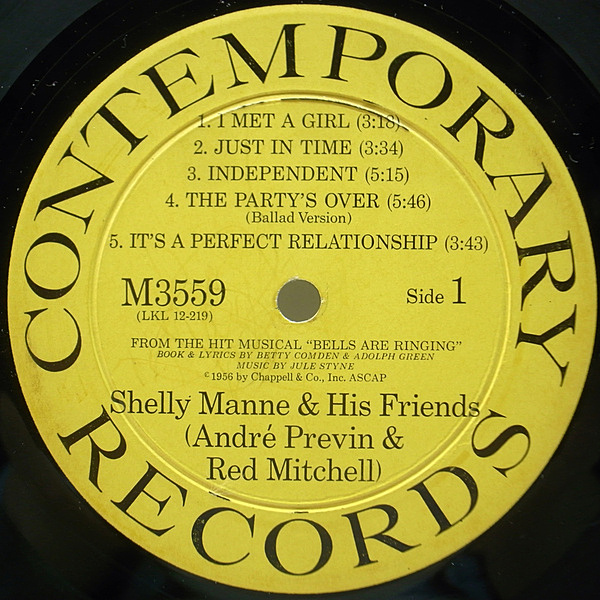 CONTEMPORARY
1. I MET A GIRL (3:18)
2. JUST IN TIME (3:34)
3. INDEPENDENT (5:15)
4. THE PARTY'S OVER (5:46)
(Ballad Version)
5. IT'S A PERFECT RELATIONSHIP (3:43)
M3559
(LKL 12-219)
Side 1
FROM THE HIT MUSICAL "BELLS ARE RINGING"
BOOK & LYRICS BY BETTY COMDEN & ADOLPH GREEN
MUSIC BY JULE STYNE
©1956 by Chappell & Co., Inc. ASCAP
Shelly Manne & His Friends
(André Previn &
Red Mitchell)
RECORDS